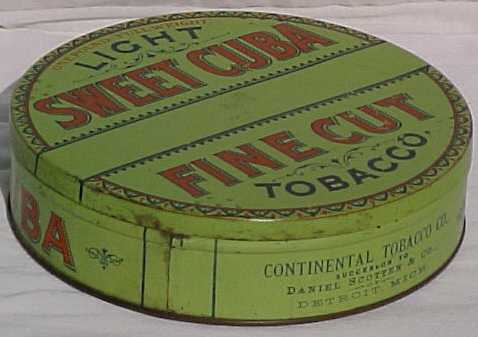 LIGHT
SWEET CUBA
FINE CUT
TOBACCO
BA
CONTINENTAL TOBACCO CO.
SUCCESSOR TO
DANIEL SCOTTEN & CO.
DETROIT, MICH